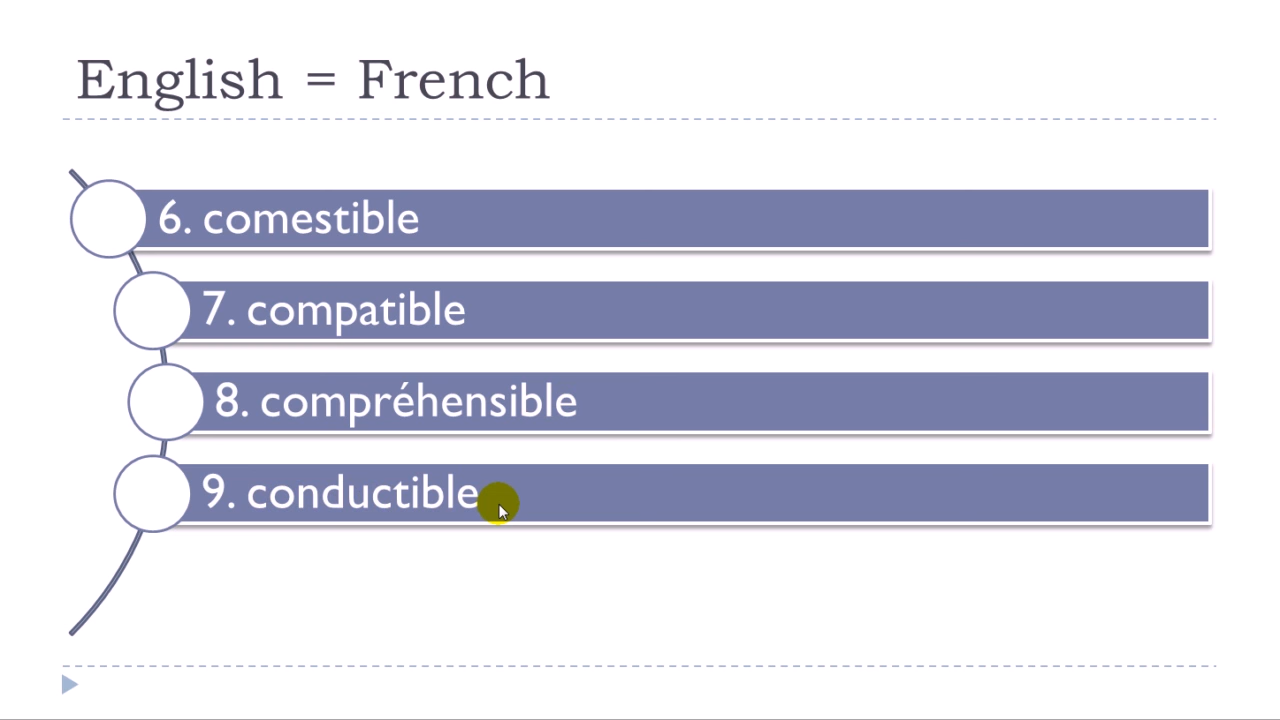 English = French
6. comestible
7. compatible
8. compréhensible
9. conductible